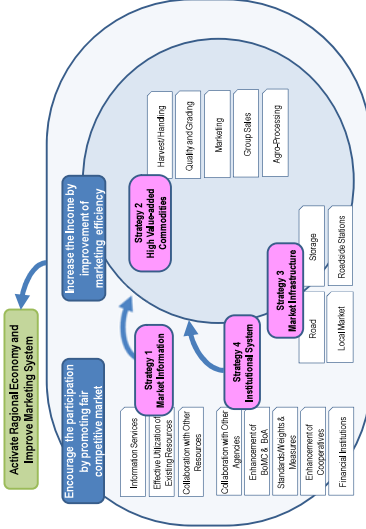 Activate Ragional Economy and
Improve Marketing System
Encourage the participation
by promoting fair
competitive market
Increase the Income by
improvement of
marketing efficiency
Strategy 1
Market Information
Information Services
Effective Utilization of
Existing Resources
Collaboration with Other
Resources
Strategy 2
High Value-added
Commodities
Harvest/Handling
Quality and Grading
Marketing
Group Sales
Agro-Processing
Strategy 4
Institutional System
Collaboration with Other
Agencies
Enhancement of
BoMC & BoA
Standards Weights &
Measures
Enhancement of
Cooperatives
Financial Institutions
Strategy 3
Market Infrastructure
Road
Storage
Local Market
Roadside Stations